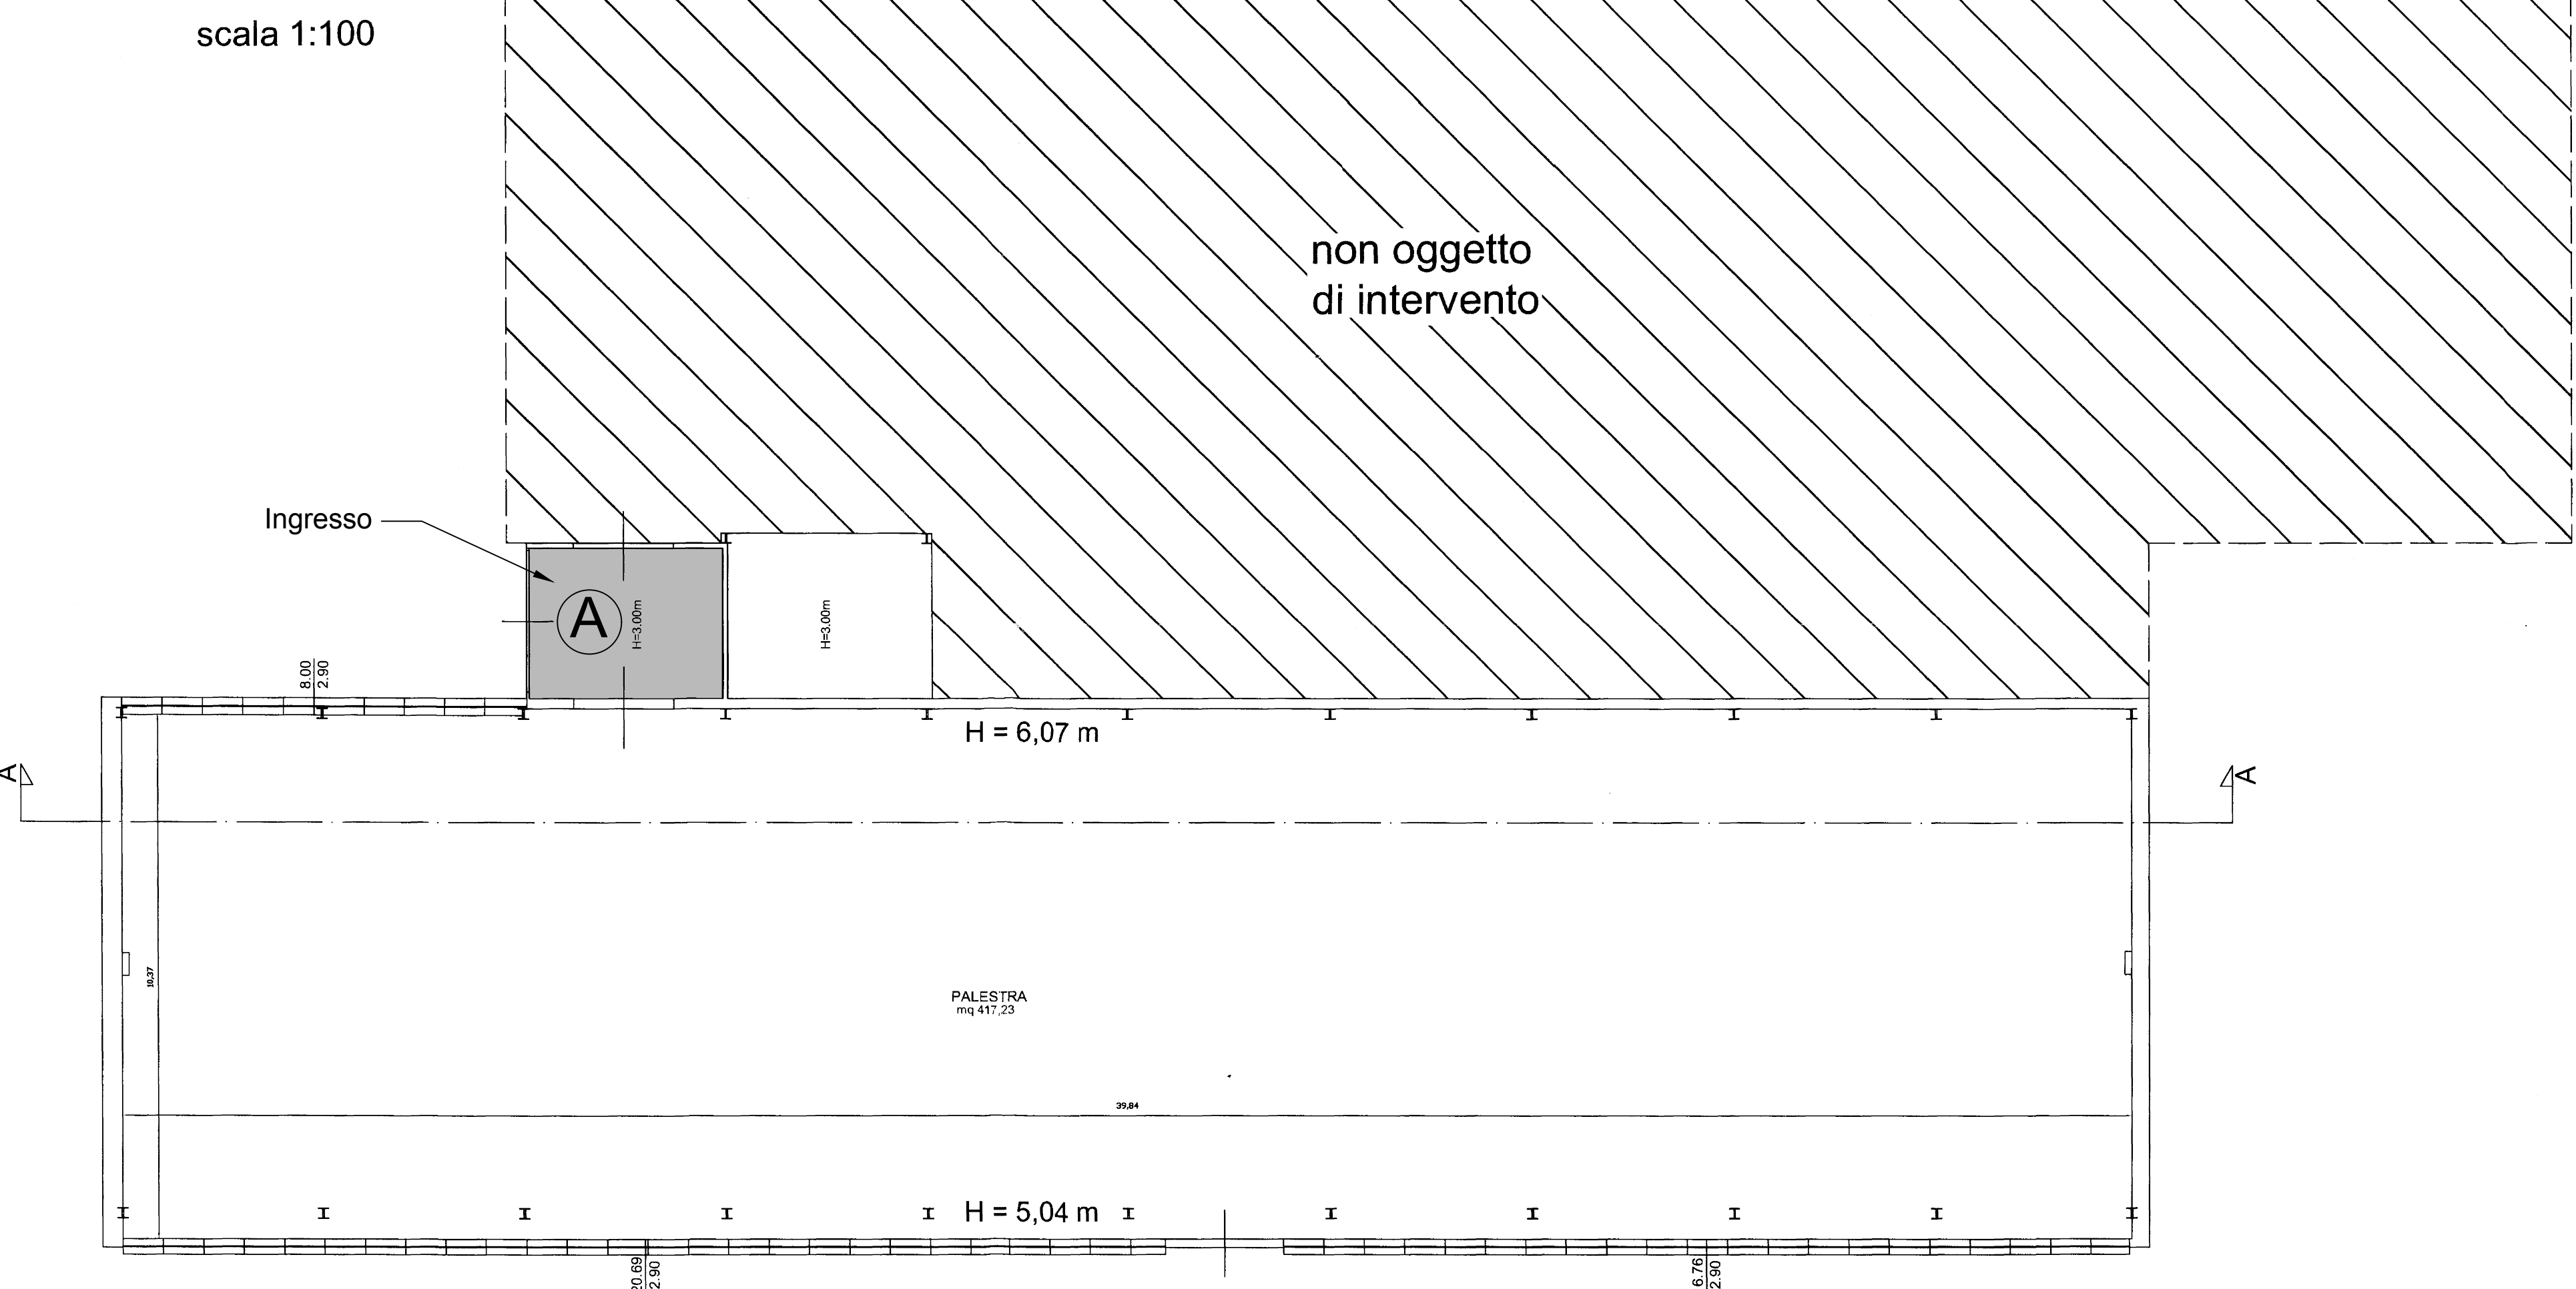 scala 1:100
non oggetto
di intervento
Ingresso
A
H=3.00m
H=3.00m
8.00
2.90
H = 6,07 m
A
A
10,37
PALESTRA
mq 417,23
39,84
H = 5,04 m
20.69
2.90
6.76
2.90